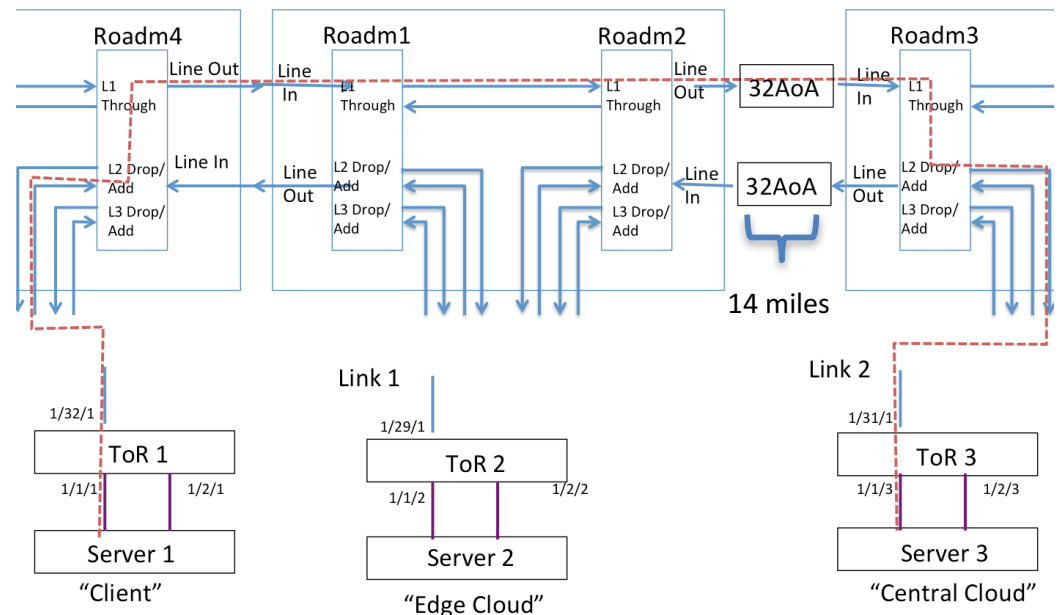 Roadm4
Roadm1
Roadm2
Roadm3
Line Out
Line
In
Line
Out
32AoA
Line
In
L1
Through
L1
Through
L1
Through
L1
Through
L2 Drop/
Add
L3 Drop/
Add
Line In
Line
Out
L2 Drop/
Add
L3 Drop/
Add
L2 Drop/
Add
L3 Drop/
Add
Line
In
32AoA
Line
Out
L2 Drop/
Add
L3 Drop/
Add
14 miles
Link 1
Link 2
1/32/1
1/29/1
1/31/1
ToR 1
ToR 2
ToR 3
1/1/1
1/2/1
1/1/2
1/2/2
1/1/3
1/2/3
Server 1
Server 2
Server 3
“Client”
“Edge Cloud”
“Central Cloud”